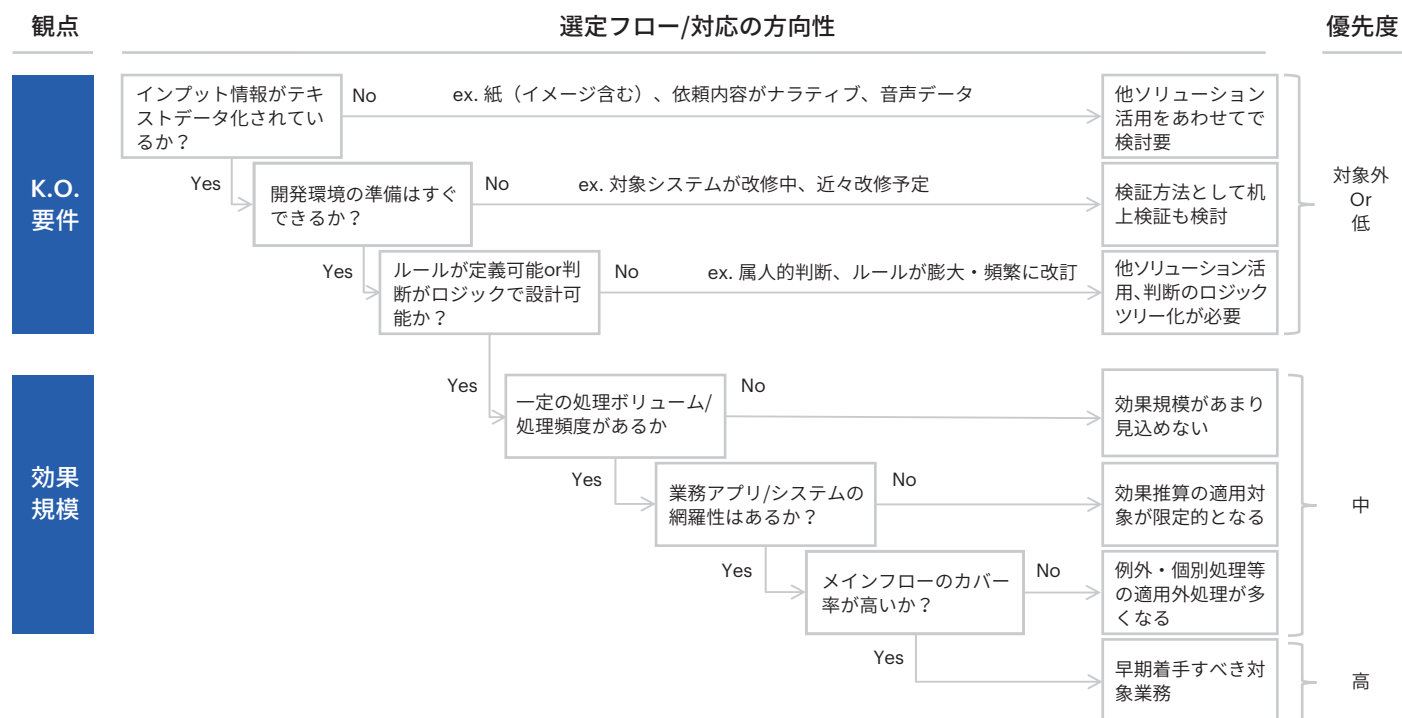 観点
選定フロー/対応の方向性
優先度
K.O.
要件
インプット情報がテキ
ストデータ化されてい
るか？
No
ex. 紙（イメージ含む）、依頼内容がナラティブ、音声データ
他ソリューション
活用をあわせてで
検討要
Yes
開発環境の準備はすぐ
できるか？
No
ex. 対象システムが改修中、近々改修予定
検証方法として机
上検証も検討
対象外
Or
低
Yes
ルールが定義可能or判
断がロジックで設計可
能か？
No
ex. 属人的判断、ルールが膨大・頻繁に改訂
他ソリューション活
用、判断のロジック
ツリー化が必要
効果
規模
Yes
一定の処理ボリューム/
処理頻度があるか
No
効果規模があまり
見込めない
Yes
業務アプリ/システムの
網羅性はあるか？
No
効果推算の適用対
象が限定的となる
中
Yes
メインフローのカバー
率が高いか？
No
例外・個別処理等
の適用外処理が多
くなる
Yes
早期着手すべき対
象業務
高